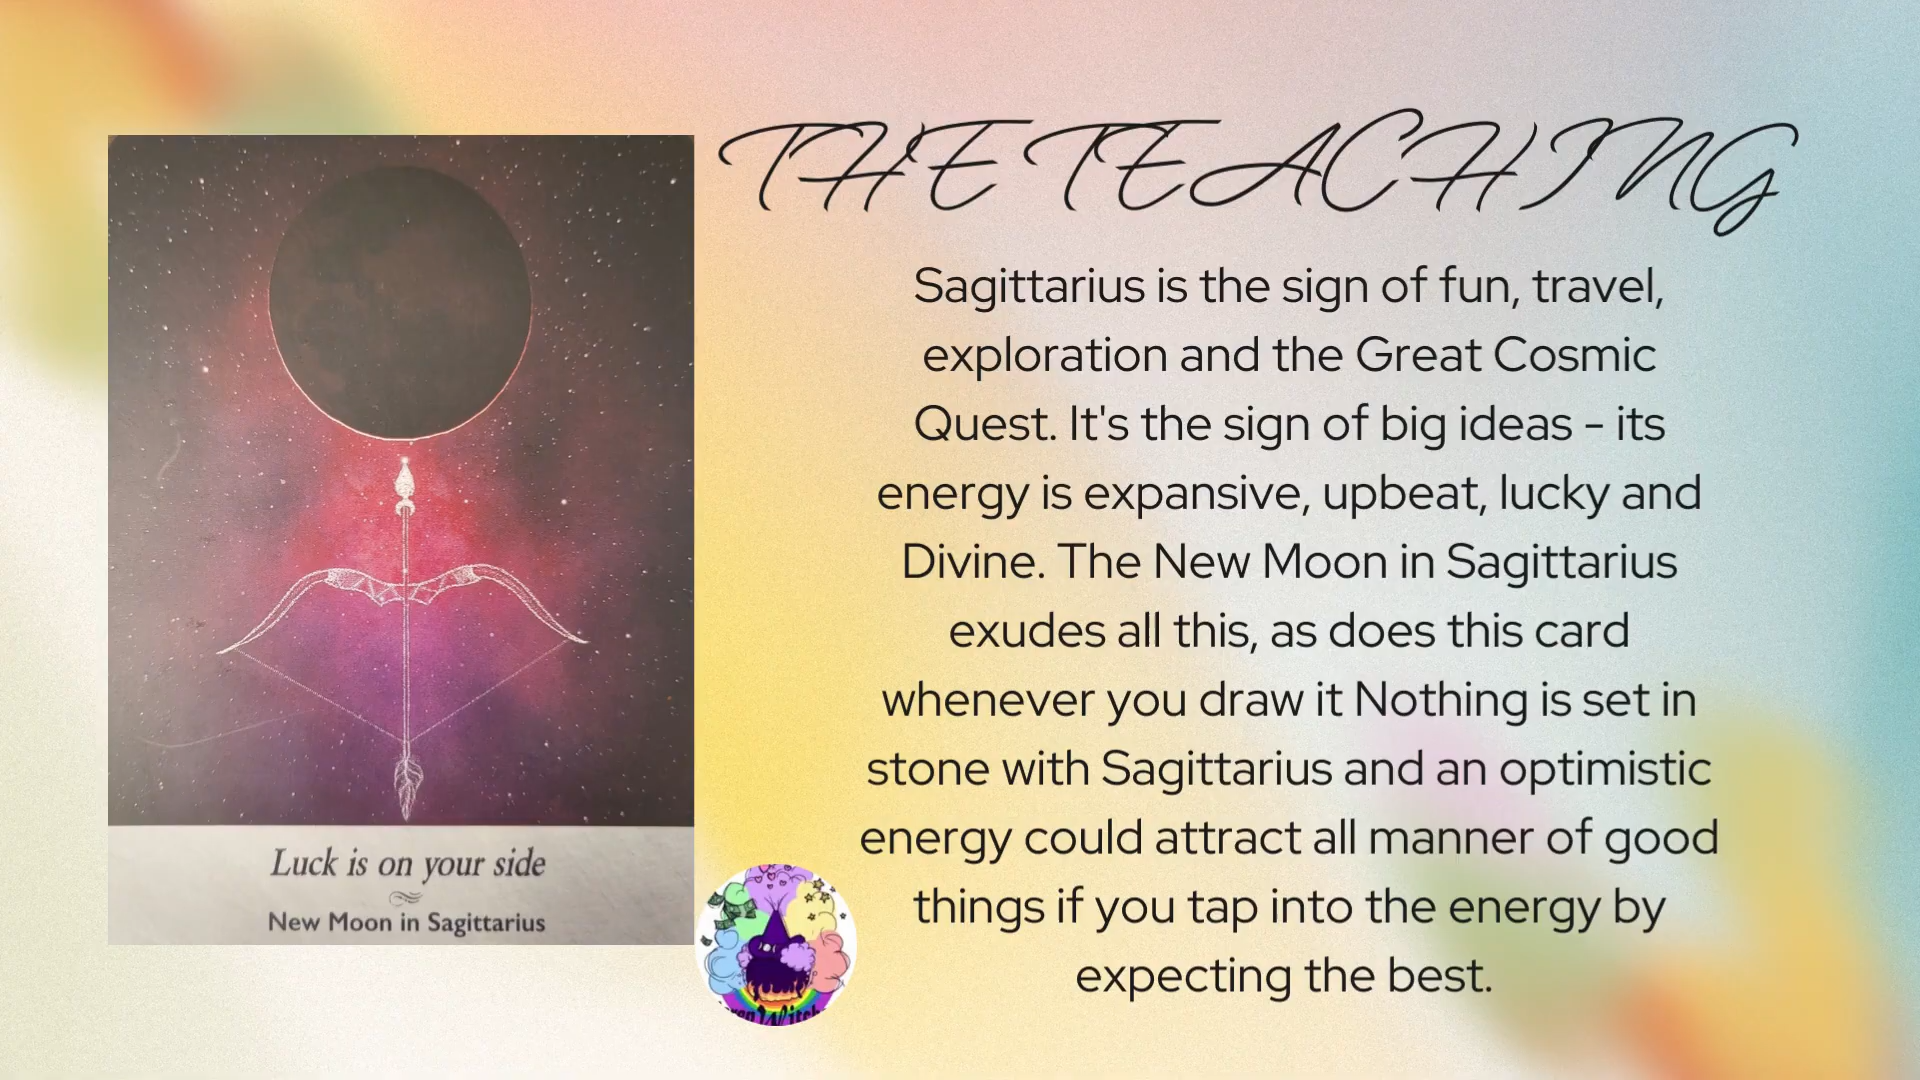 THE TEACHING
Sagittarius is the sign of fun, travel,
exploration and the Great Cosmic
Quest. It's the sign of big ideas - its
energy is expansive, upbeat, lucky and
Divine. The New Moon in Sagittarius
exudes all this, as does this card
whenever you draw it Nothing is set in
stone with Sagittarius and an optimistic
energy could attract all manner of good
things if you tap into the energy by
expecting the best.
Luck is on your side
New Moon in Sagittarius